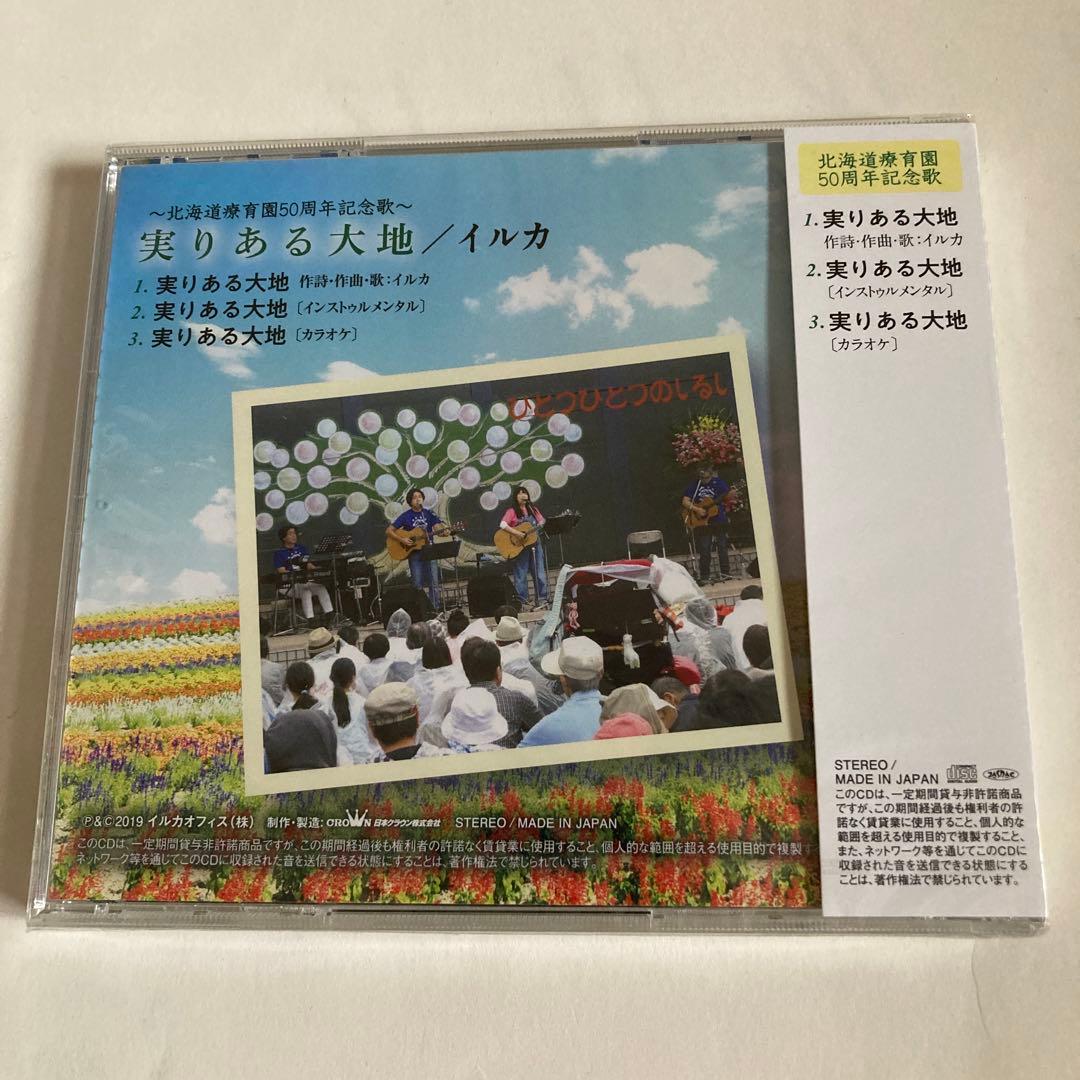 ～北海道療育園50周年記念歌～
実りある大地／イルカ
1. 実りある大地 作詩・作曲・歌：イルカ
2. 実りある大地〔インストゥルメンタル〕
3. 実りある大地〔カラオケ〕
ひとつひとつのいるし
℗&©2019 イルカオフィス(株) 制作・製造：CROWN 日本クラウン株式会社 STEREO/MADE IN JAPAN
このCDは、一定期間貸与非許諾商品ですが、この期間経過後も権利者の許諾なく賃貸業に使用すること、個人的な範囲を超える使用目的で複製す
ネットワーク等を通じてこのCDに収録された音を送信できる状態にすることは、著作権法で禁じられています。
北海道療育園
50周年記念歌
1. 実りある大地
作詩・作曲・歌：イルカ
2. 実りある大地
〔インストゥルメンタル〕
3. 実りある大地
〔カラオケ〕
STEREO/
MADE IN JAPAN
このCDは、一定期間貸与非許諾商品
ですが、この期間経過後も権利者の許
諾なく賃貸業に使用すること、個人的な
範囲を超える使用目的で複製すること、
また、ネットワーク等を通じてこのCDに
収録された音を送信できる状態にする
ことは、著作権法で禁じられています。